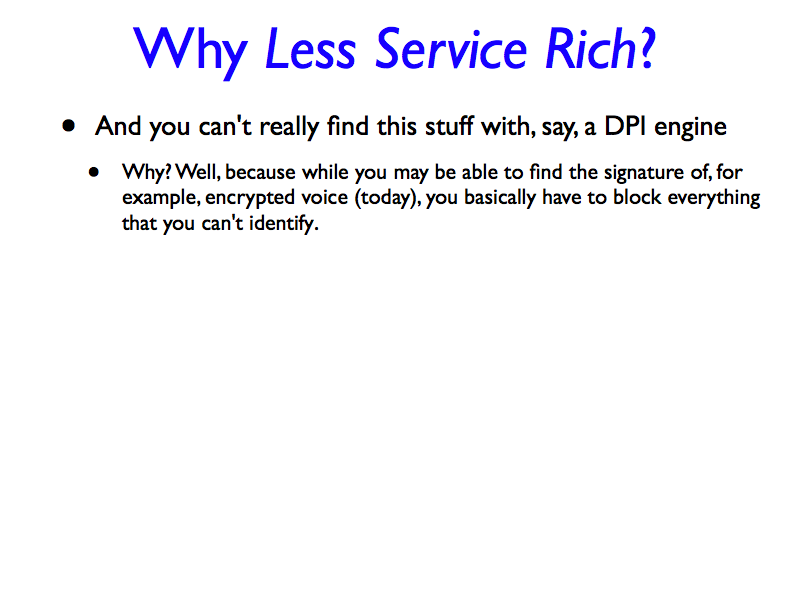 Why Less Service Rich?
• And you can't really find this stuff with, say, a DPI engine
• Why? Well, because while you may be able to find the signature of, for
example, encrypted voice (today), you basically have to block everything
that you can't identify.